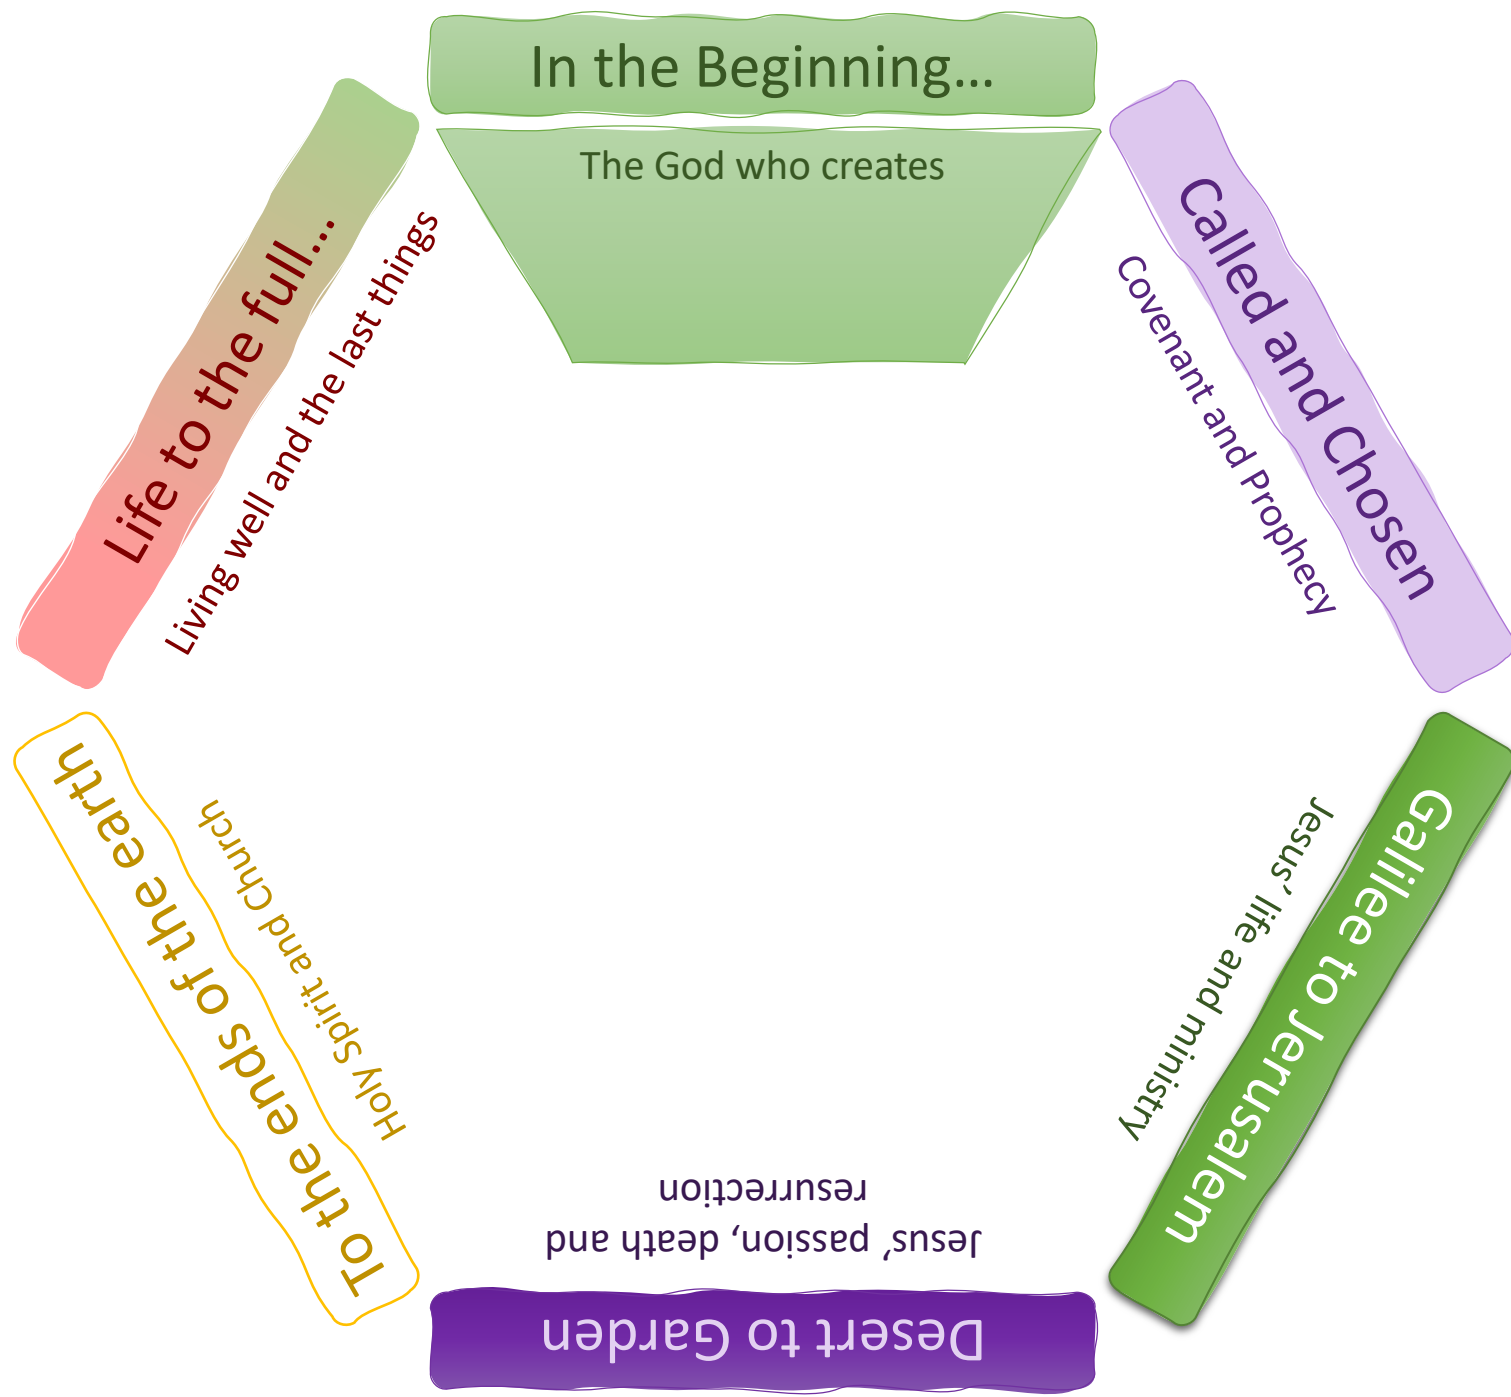 In the Beginning…
The God who creates
Called and Chosen
Covenant and Prophecy
Galilee to Jerusalem
Jesus’ life and ministry
Desert to Garden
Jesus’ passion, death and
resurrection
To the ends of the earth
Holy Spirit and Church
Life to the full…
Living well and the last things